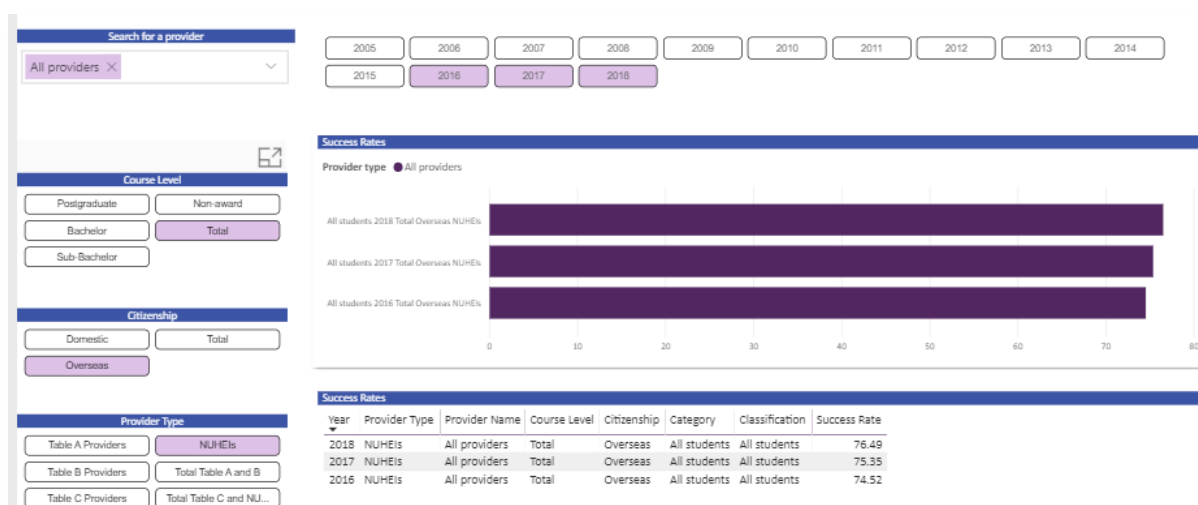 Search for a provider
All providers ×
2005 2006 2007 2008 2009 2010 2011 2012 2013 2014
2015 2016 2017 2018
Course Level
Postgraduate Non-award
Bachelor Total
Sub-Bachelor
Citizenship
Domestic Total
Overseas
Provider Type
Table A Providers NUHEIs
Table B Providers Total Table A and B
Table C Providers Total Table C and NU...
Success Rates
Provider type All providers
All students 2018 Total Overseas NUHEIs
All students 2017 Total Overseas NUHEIs
All students 2016 Total Overseas NUHEIs
0 10 20 30 40 50 60 70 80
Success Rates
Year Provider Type Provider Name Course Level Citizenship Category Classification Success Rate
2018 NUHEIs All providers Total Overseas All students All students 76.49
2017 NUHEIs All providers Total Overseas All students All students 75.35
2016 NUHEIs All providers Total Overseas All students All students 74.52